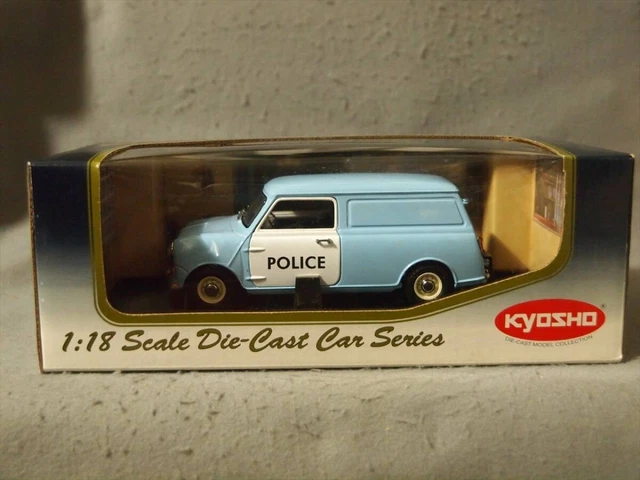 POLICE
1:18 Scale Die-Cast Car Series
KYOSHO
DIE-CAST MODEL COLLECTION